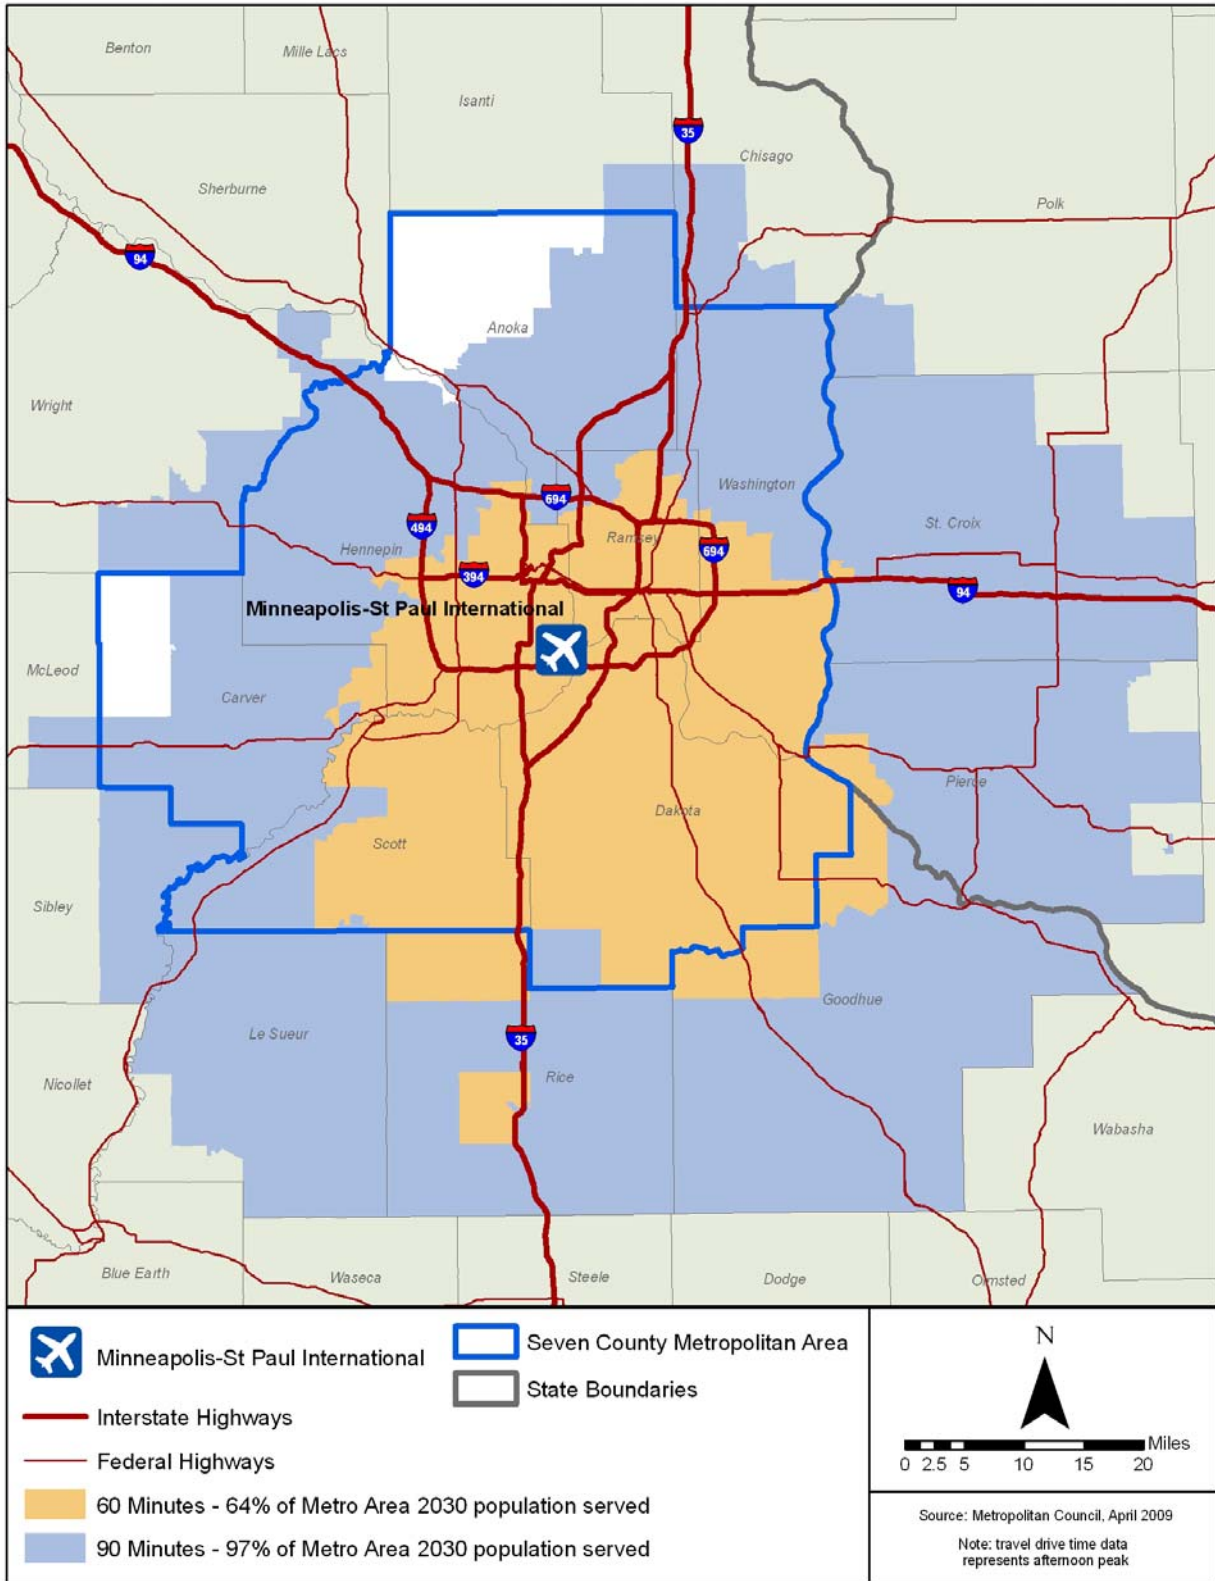 Benton
Mille Lacs
Isanti
35
Chisago
Sherburne
Polk
94
Anoka
Wright
Washington
694
494
St. Croix
Ramsey
Hennepin
694
394
94
Minneapolis-St Paul International
McLeod
Carver
Pierce
Dakota
Scott
Sibley
Goodhue
Le Sueur
35
Rice
Nicollet
Wabasha
Blue Earth
Waseca
Steele
Dodge
Olmsted
Minneapolis-St Paul International
Interstate Highways
Federal Highways
60 Minutes - 64% of Metro Area 2030 population served
90 Minutes - 97% of Metro Area 2030 population served
Seven County Metropolitan Area
State Boundaries
N
Miles
0 2.5 5 10 15 20
Source: Metropolitan Council, April 2009
Note: travel drive time data
represents afternoon peak